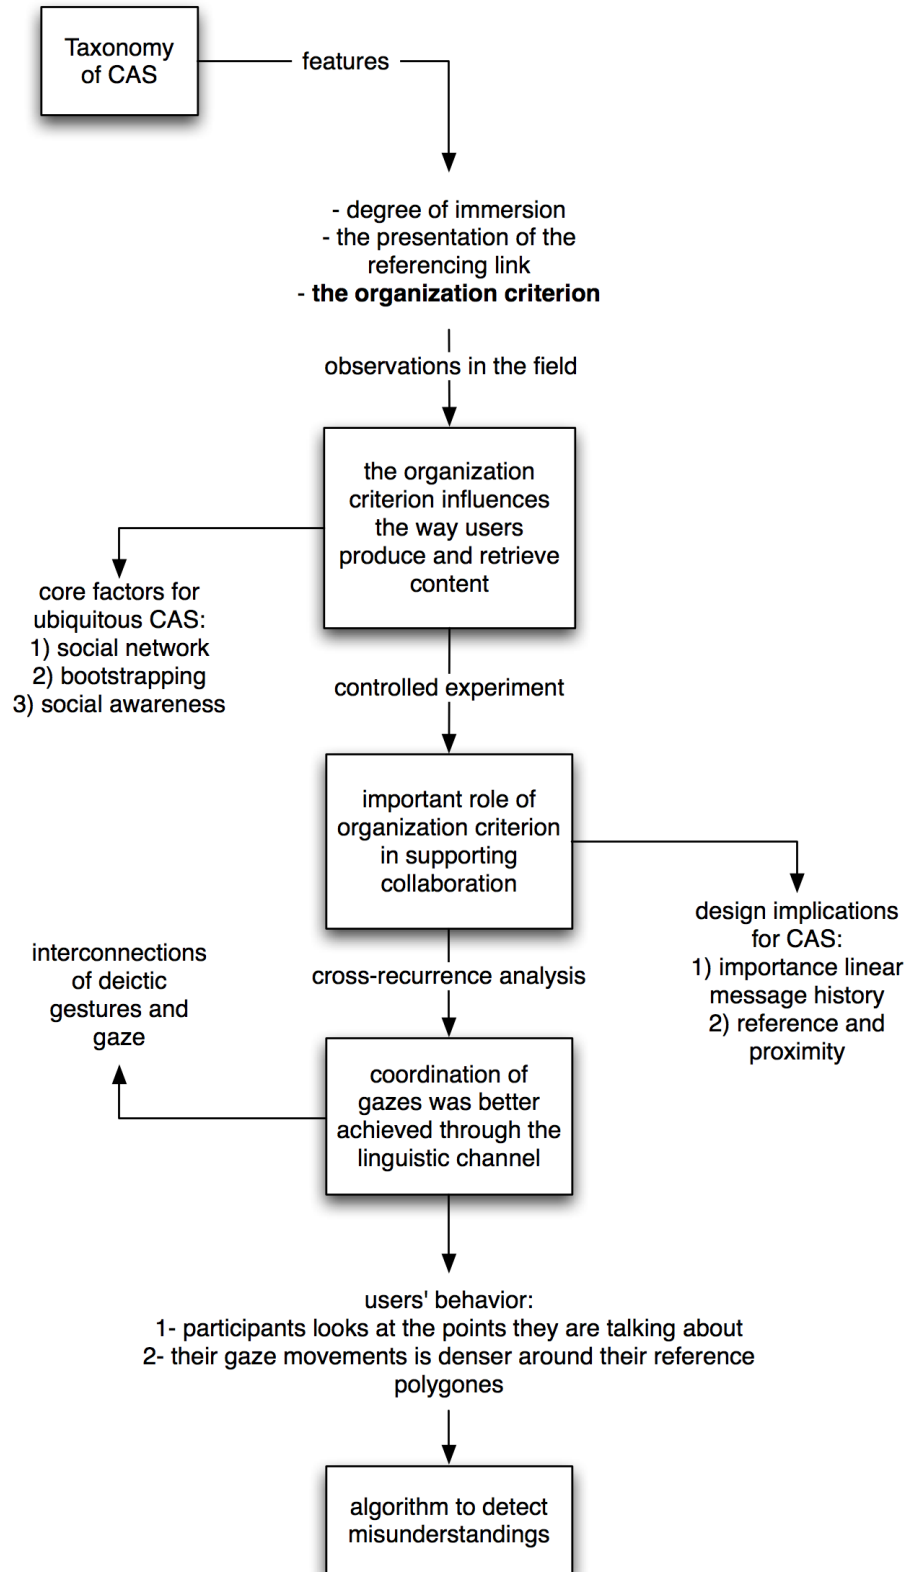 Taxonomy
of CAS
features
- degree of immersion
- the presentation of the
referencing link
- the organization criterion
observations in the field
the organization
criterion influences
the way users
produce and retrieve
content
core factors for
ubiquitous CAS:
1) social network
2) bootstrapping
3) social awareness
controlled experiment
important role of
organization criterion
in supporting
collaboration
design implications
for CAS:
1) importance linear
message history
2) reference and
proximity
cross-recurrence analysis
interconnections
of deictic
gestures and
gaze
coordination of
gazes was better
achieved through the
linguistic channel
users' behavior:
1- participants looks at the points they are talking about
2- their gaze movements is denser around their reference
polygones
algorithm to detect
misunderstandings